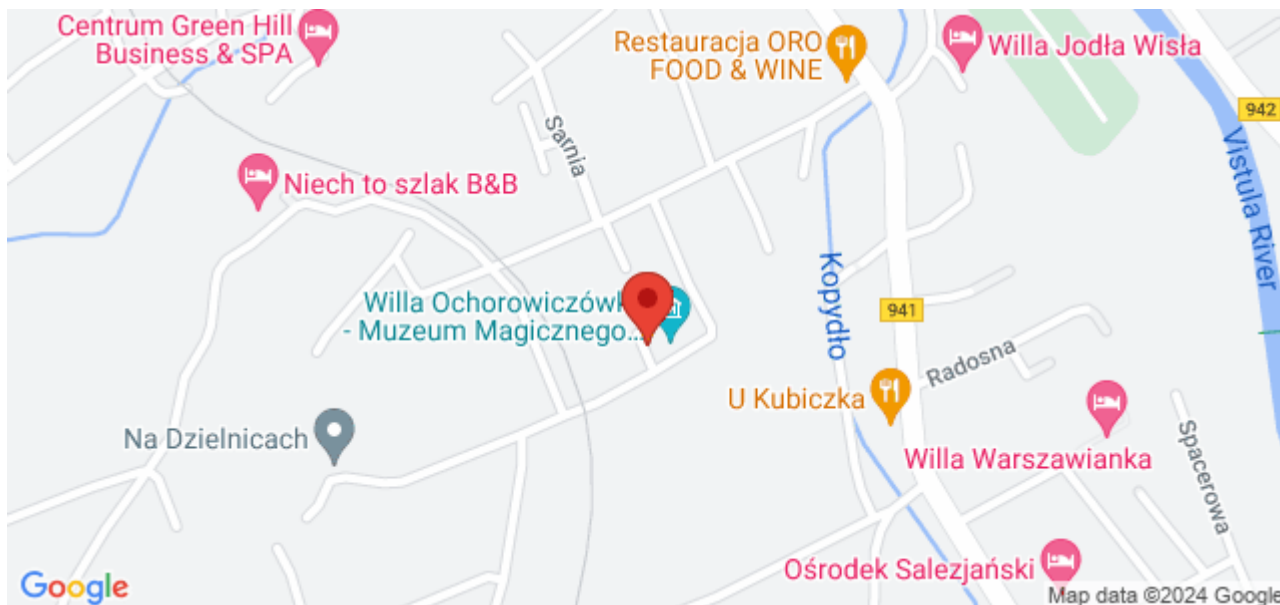 Centrum Green Hill
Business & SPA
Restauracja ORO
FOOD & WINE
Willa Jodła Wisła
942
Sarnia
Vistula River
Niech to szlak B&B
Kopydło
Willa Ochorowiczówk
- Muzeum Magicznego...
941
Radosna
U Kubiczka
Na Dzielnicach
Willa Warszawianka
Spacerowa
Ośrodek Salezjański
Google
Map data ©2024 Google